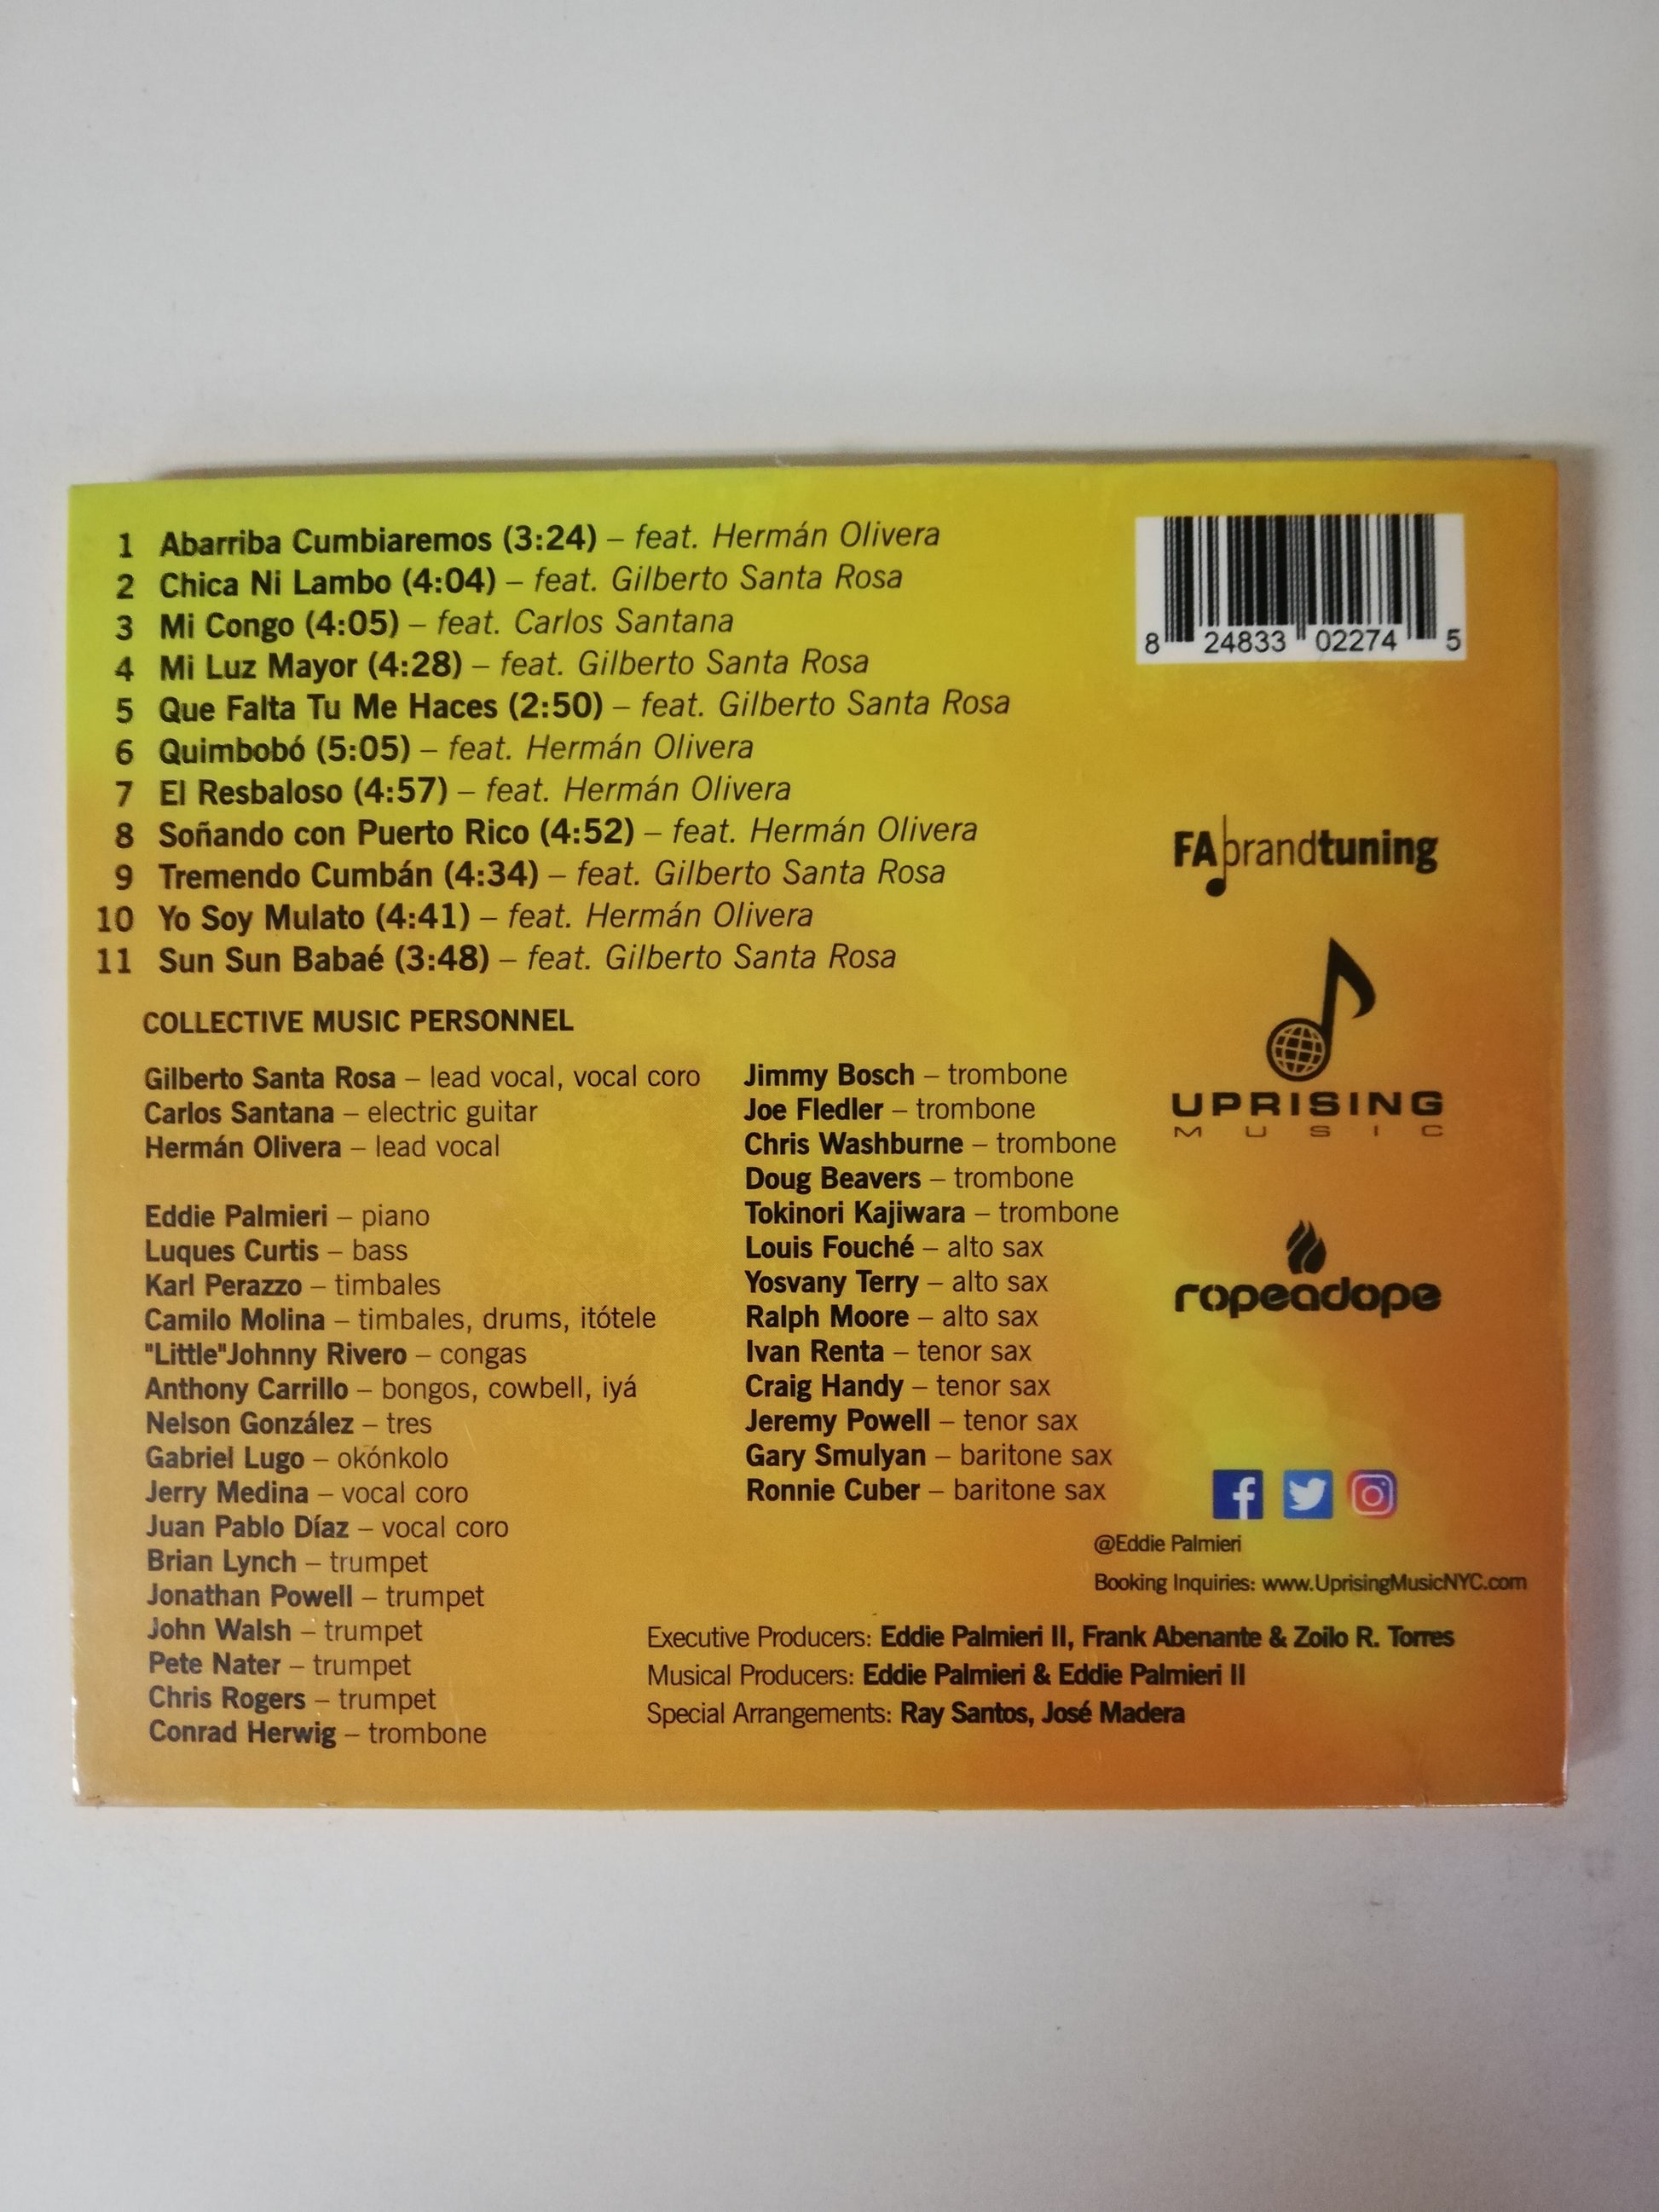 1 Abarriba Cumbiaremos (3:24) – feat. Hermán Olivera
2 Chica Ni Lambo (4:04) – feat. Gilberto Santa Rosa
3 Mi Congo (4:05) – feat. Carlos Santana
4 Mi Luz Mayor (4:28) – feat. Gilberto Santa Rosa
5 Que Falta Tu Me Haces (2:50) – feat. Gilberto Santa Rosa
6 Quimbobó (5:05) – feat. Hermán Olivera
7 El Resbaloso (4:57) – feat. Hermán Olivera
8 Soñando con Puerto Rico (4:52) – feat. Hermán Olivera
9 Tremendo Cumbán (4:34) – feat. Gilberto Santa Rosa
10 Yo Soy Mulato (4:41) – feat. Hermán Olivera
11 Sun Sun Babaé (3:48) – feat. Gilberto Santa Rosa
8 24833 02274 5
COLLECTIVE MUSIC PERSONNEL
Gilberto Santa Rosa – lead vocal, vocal coro
Carlos Santana – electric guitar
Hermán Olivera – lead vocal
Eddie Palmieri – piano
Luques Curtis – bass
Karl Perazzo – timbales
Camilo Molina – timbales, drums, itótele
"Little"Johnny Rivero – congas
Anthony Carrillo – bongos, cowbell, iyá
Nelson González – tres
Gabriel Lugo – okónkolo
Jerry Medina – vocal coro
Juan Pablo Díaz – vocal coro
Brian Lynch – trumpet
Jonathan Powell – trumpet
John Walsh – trumpet
Pete Nater – trumpet
Chris Rogers – trumpet
Conrad Herwig – trombone
Jimmy Bosch – trombone
Joe Fledler – trombone
Chris Washburne – trombone
Doug Beavers – trombone
Tokinori Kajiwara – trombone
Louis Fouché – alto sax
Yosvany Terry – alto sax
Ralph Moore – alto sax
Ivan Renta – tenor sax
Craig Handy – tenor sax
Jeremy Powell – tenor sax
Gary Smulyan – baritone sax
Ronnie Cuber – baritone sax
FAbrandtuning
UPRISING
MUSIC
ropeadope
@Eddie Palmieri
Booking Inquiries: www.UprisingMusicNYC.com
Executive Producers: Eddie Palmieri II, Frank Abenante & Zoilo R. Torres
Musical Producers: Eddie Palmieri & Eddie Palmieri II
Special Arrangements: Ray Santos, José Madera